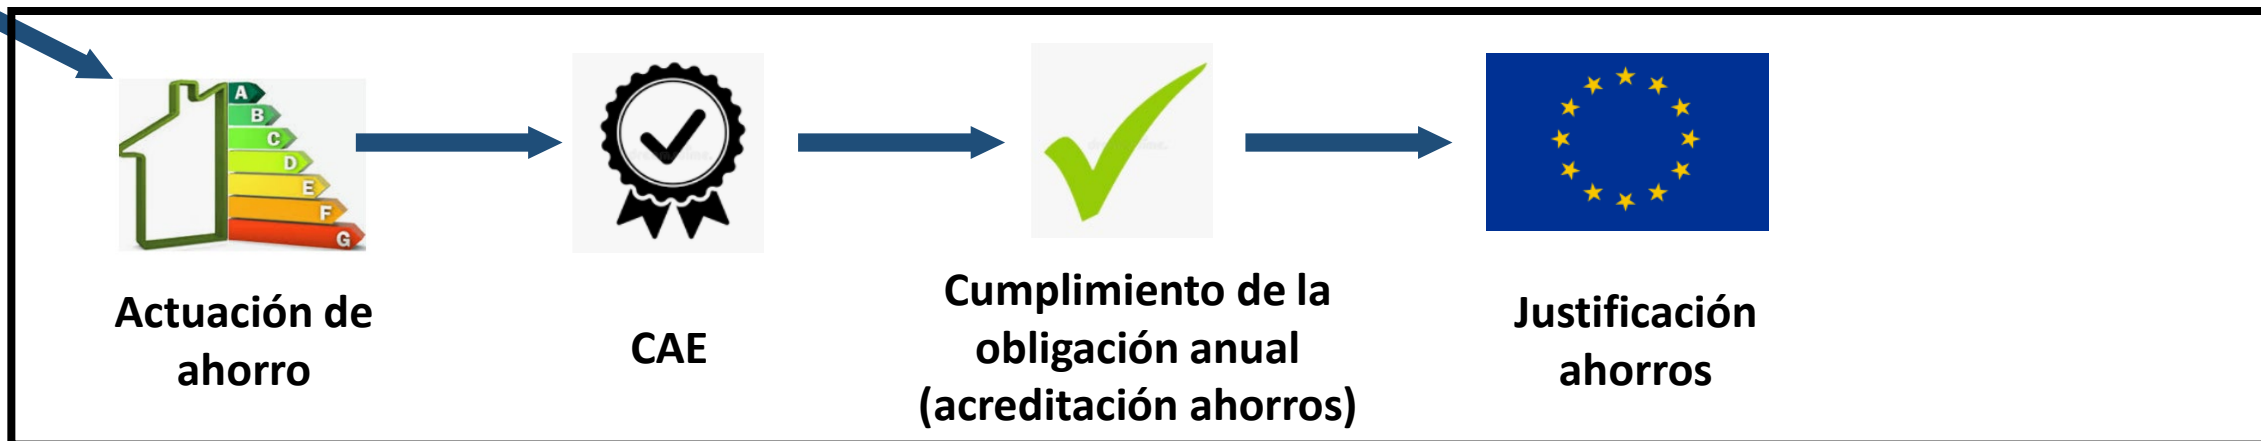 A
B
C
D
E
F
G
Actuación de
ahorro
CAE
Cumplimiento de la
obligación anual
(acreditación ahorros)
Justificación
ahorros